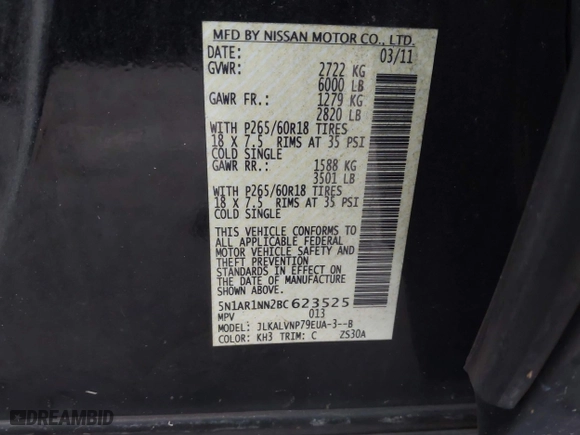 MFD BY NISSAN MOTOR CO., LTD.
DATE: 03/11
GVWR: 2722 KG
6000 LB
GAWR FR.: 1279 KG
2820 LB
WITH P265/60R18 TIRES
18 X 7.5 RIMS AT 35 PSI
COLD SINGLE
GAWR RR.: 1588 KG
3501 LB
WITH P265/60R18 TIRES
18 X 7.5 RIMS AT 35 PSI
COLD SINGLE
THIS VEHICLE CONFORMS TO
ALL APPLICABLE FEDERAL
MOTOR VEHICLE SAFETY AND
THEFT PREVENTION
STANDARDS IN EFFECT ON
THE DATE OF MANUFACTURE
SHOWN ABOVE.
5N1AR1NN2BC623525
MPV 013
MODEL: JLKALVNP79EUA-3--B
COLOR: KH3 TRIM: C ZS30A
DREAMBID